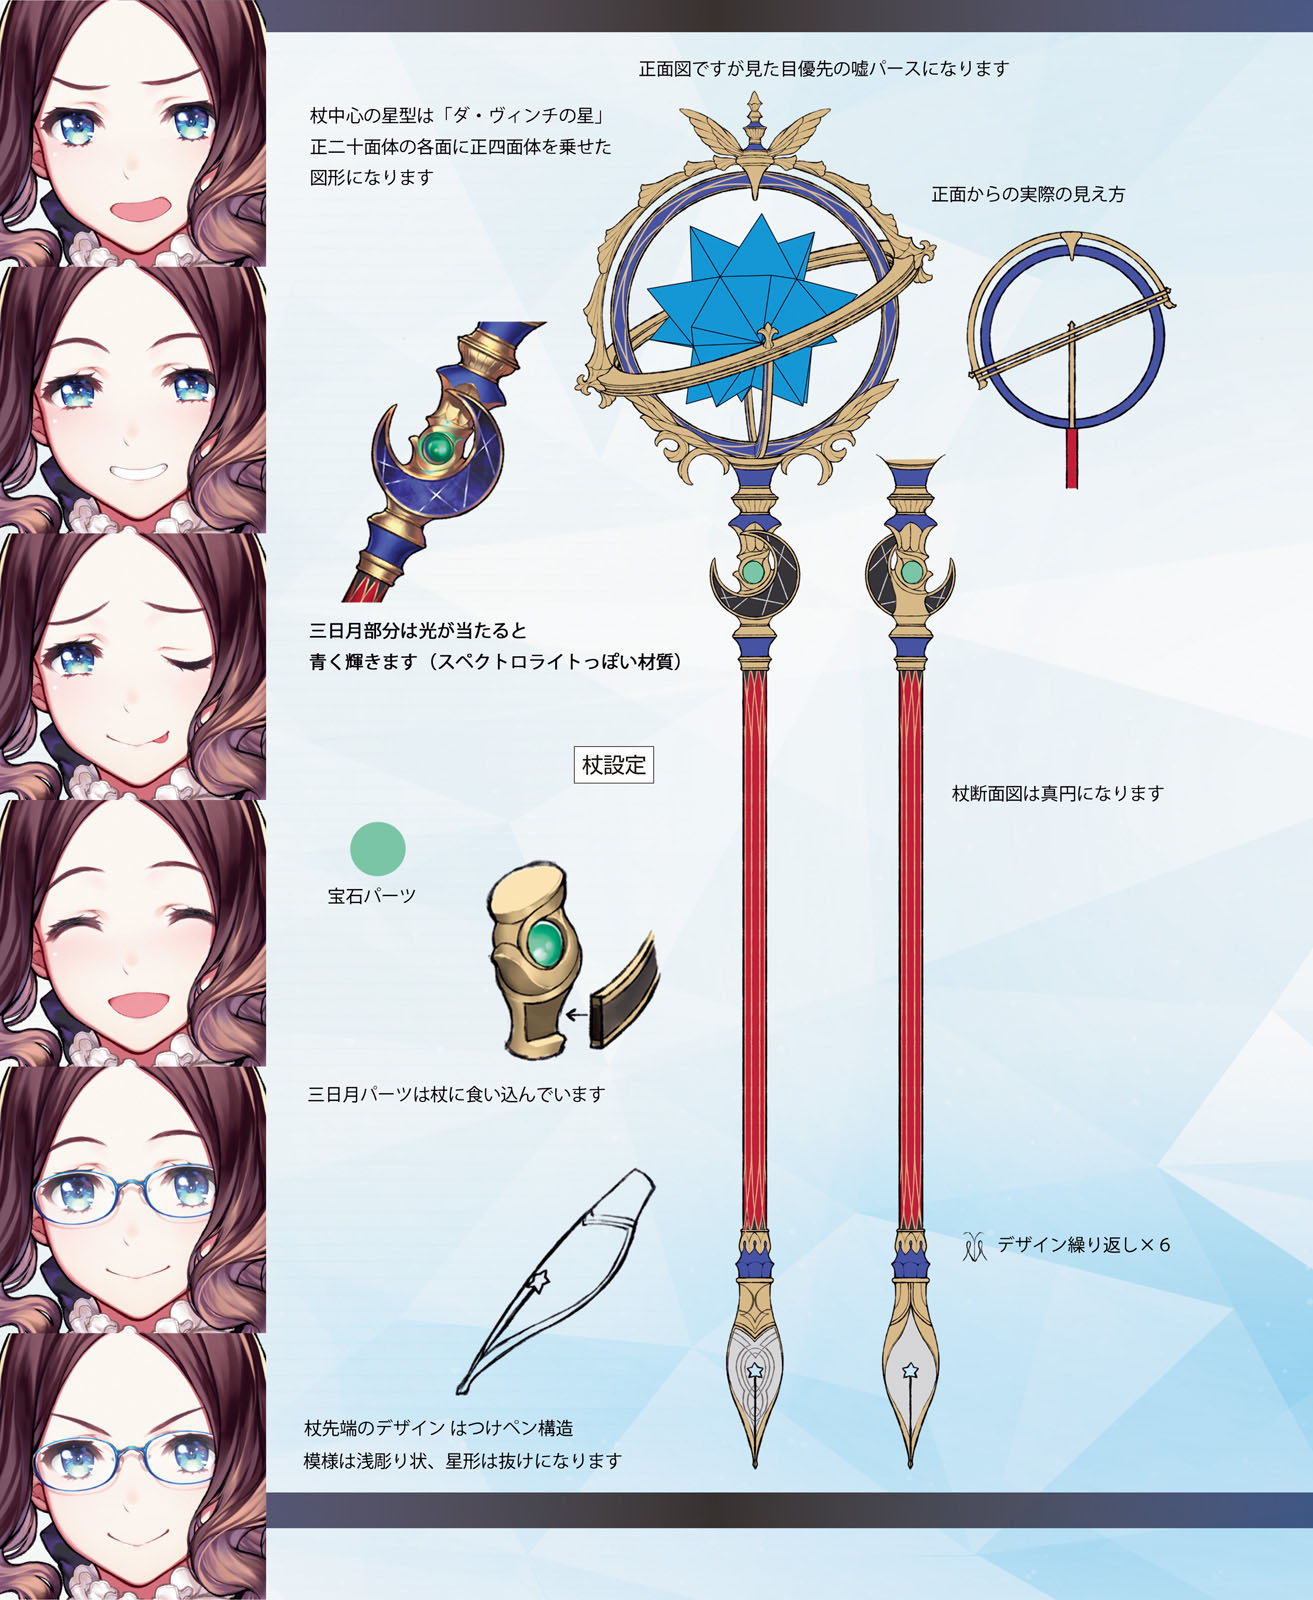 正面図ですが見た目優先の嘘パースになります
杖中心の星型は「ダ・ヴィンチの星」
正二十面体の各面に正四面体を乗せた
図形になります
正面からの実際の見え方
三日月部分は光が当たると
青く輝きます（スペクトロライトっぽい材質）
杖設定
杖断面図は真円になります
宝石パーツ
三日月パーツは杖に食い込んでいます
デザイン繰り返し×６
杖先端のデザインはつけペン構造
模様は浅彫り状、星形は抜けになります